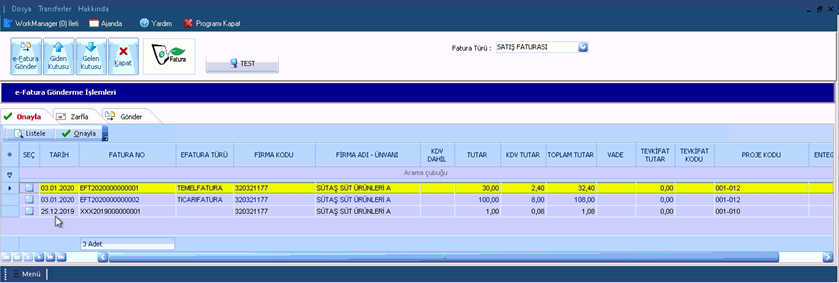 Dosya Transferler Hakkında
WorkManager (0) İleti Ajanda Yardım Programı Kapat
e-Fatura Gönder Giden Kutusu Gelen Kutusu Kapat e Fatura TEST Fatura Türü : SATIŞ FATURASI
e-Fatura Gönderme İşlemleri
Onayla Zarfla Gönder
Listele Onayla
SEÇ TARİH FATURA NO EFATURA TÜRÜ FİRMA KODU FİRMA ADI - ÜNVANI KDV DAHİL TUTAR KDV TUTAR TOPLAM TUTAR VADE TEVKİFAT TUTAR TEVKİFAT KODU PROJE KODU ENTEG
Arama çubuğu
03.01.2020 EFT2020000000001 TEMELFATURA 320321177 SÜTAŞ SÜT ÜRÜNLERİ A 30,00 2,40 32,40 0,00 001-012
03.01.2020 EFT2020000000002 TICARIFATURA 320321177 SÜTAŞ SÜT ÜRÜNLERİ A 100,00 8,00 108,00 0,00 001-012
25.12.2019 XXX2019000000001 320321177 SÜTAŞ SÜT ÜRÜNLERİ A 1,00 0,08 1,08 0,00 001-010
3 Adet
Menü